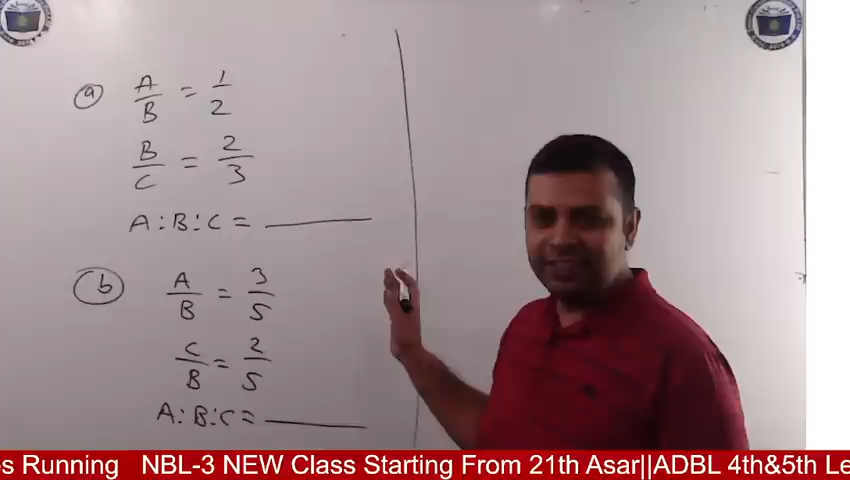 (a) A/B = 1/2
B/C = 2/3
A:B:C = ______
(b) A/B = 3/5
C/B = 2/5
A:B:C = ______
es Running NBL-3 NEW Class Starting From 21th Asar||ADBL 4th&5th Le